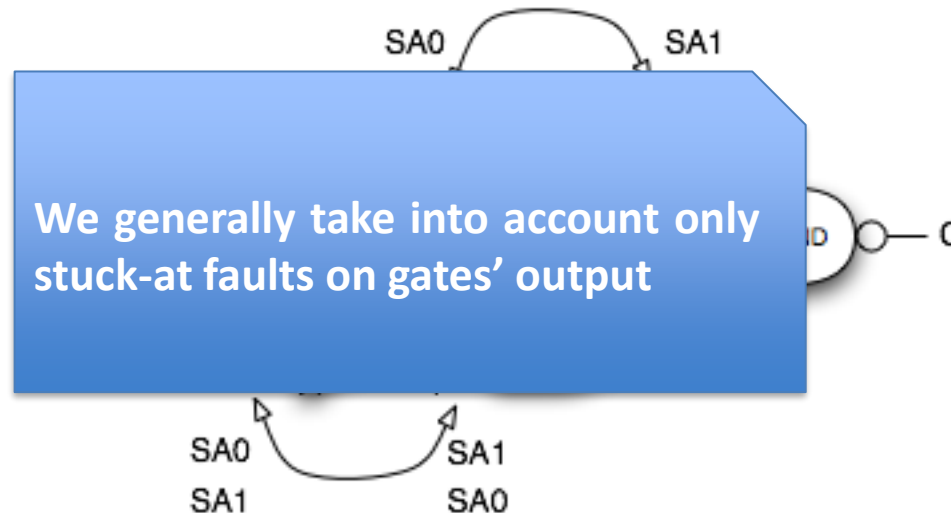 SA0 SA1
We generally take into account only
stuck-at faults on gates’ output
SA0 SA1
SA1 SA0